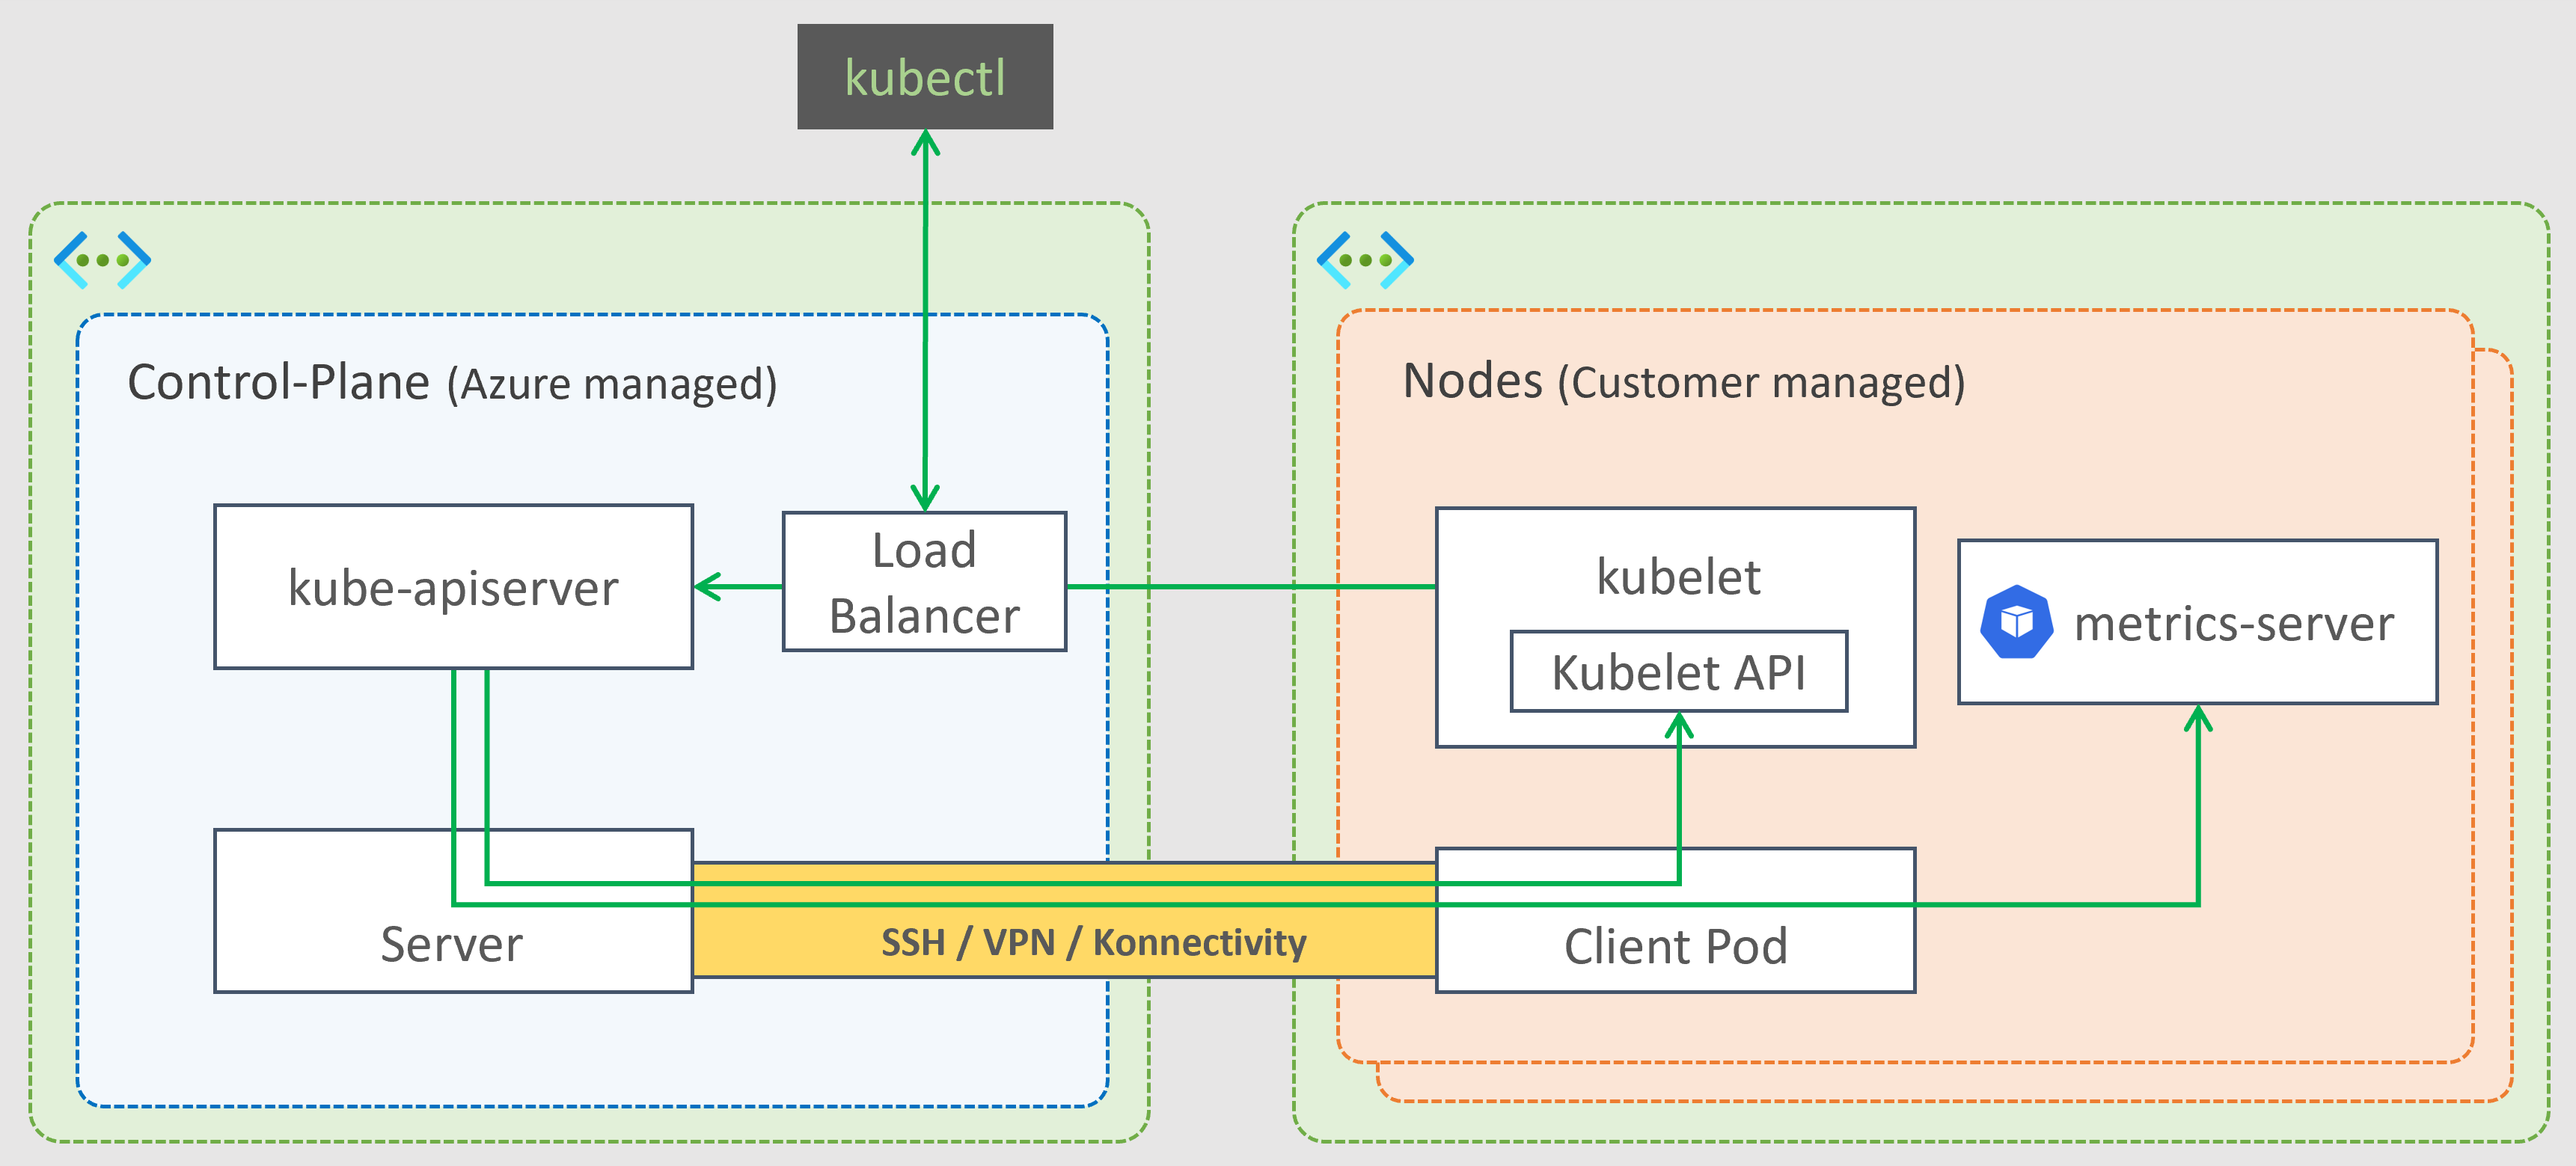 kubectl
Control-Plane (Azure managed)
Nodes (Customer managed)
kube-apiserver
Load
Balancer
kubelet
Kubelet API
metrics-server
Server
SSH / VPN / Konnectivity
Client Pod